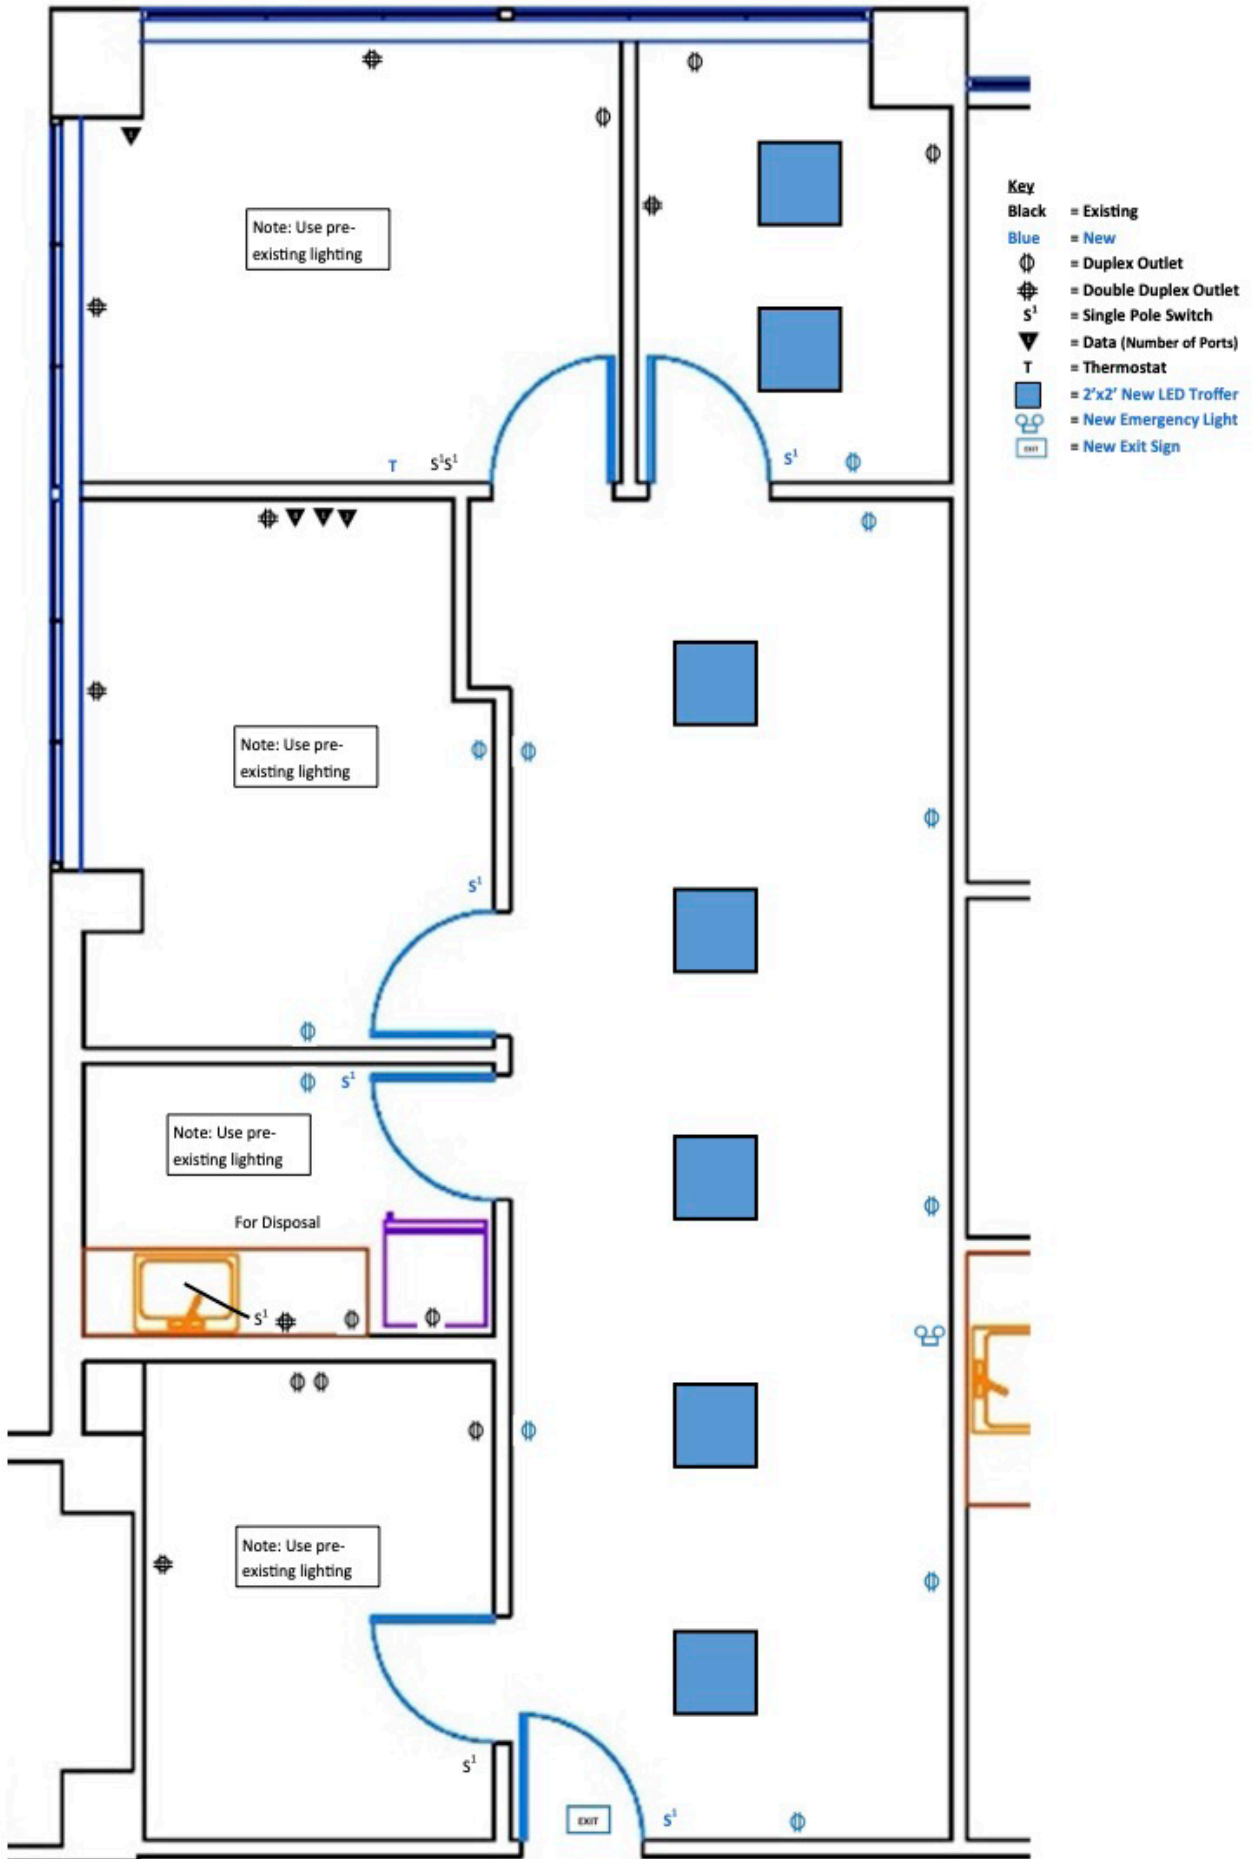 Note: Use pre-
existing lighting
Key
Black = Existing
Blue = New
= Duplex Outlet
= Double Duplex Outlet
S¹ = Single Pole Switch
= Data (Number of Ports)
T = Thermostat
= 2'x2' New LED Troffer
= New Emergency Light
EXIT = New Exit Sign
T S¹S¹
S¹
Note: Use pre-
existing lighting
S¹
S¹
Note: Use pre-
existing lighting
For Disposal
S¹
Note: Use pre-
existing lighting
S¹
EXIT S¹